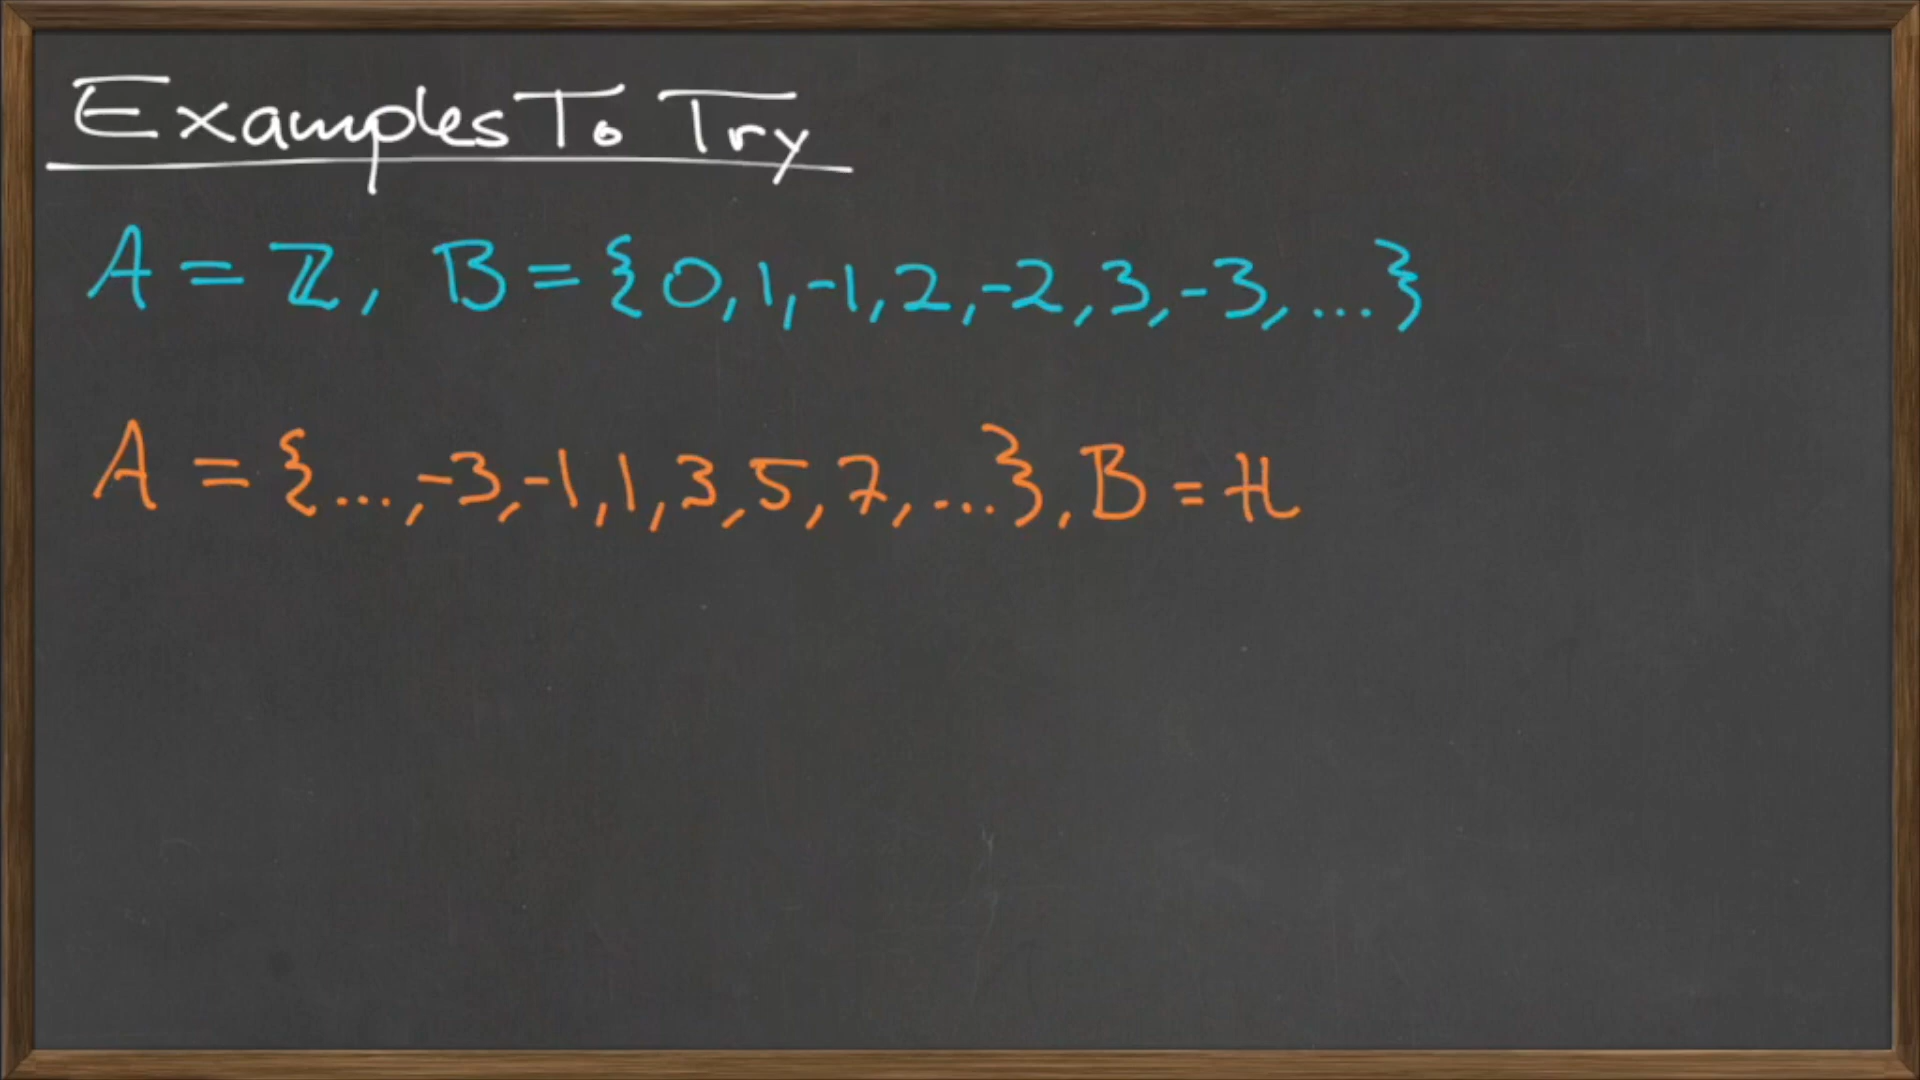 Examples To Try
A = ℤ, B = {0, 1, -1, 2, -2, 3, -3, ...}
A = {..., -3, -1, 1, 3, 5, 7, ...}, B =